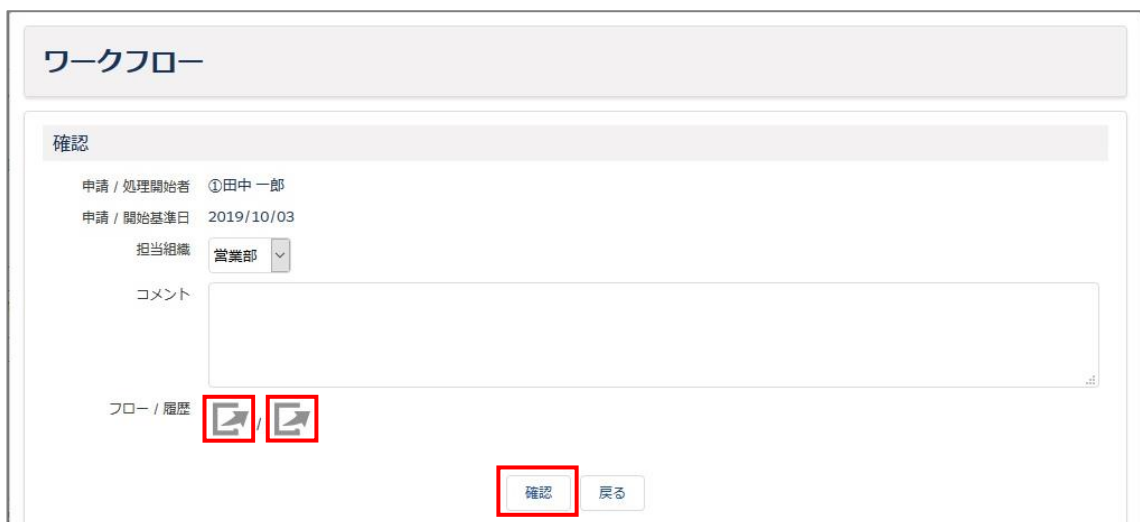 ワークフロー
確認
申請 / 処理開始者 ①田中 一郎
申請 / 開始基準日 2019/10/03
担当組織 営業部
コメント
フロー / 履歴 /
確認 戻る